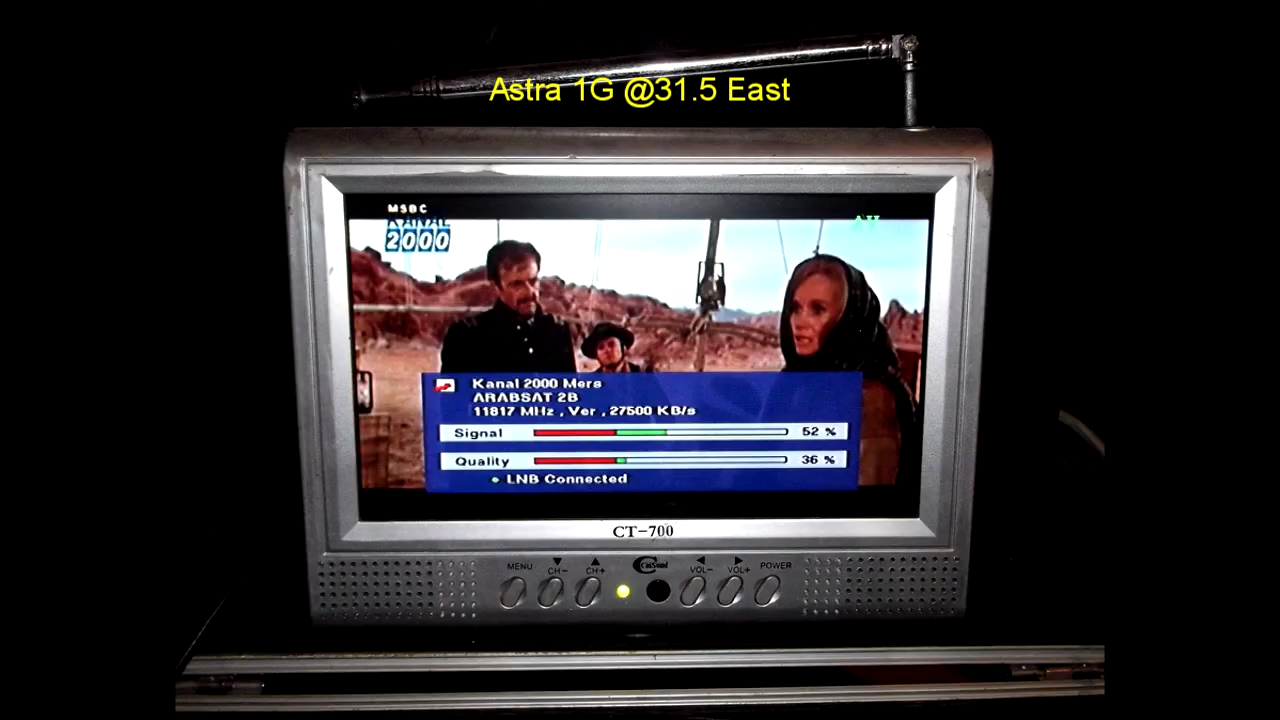 Astra 1G @31.5 East
MSBC
KANAL
2000
AV
Kanal 2000 Mers
ARABSAT 2B
11817 MHz , Ver , 27500 KB/s
Signal 52 %
Quality 36 %
LNB Connected
CT-700
MENU CH- CH+ VOL- VOL+ POWER